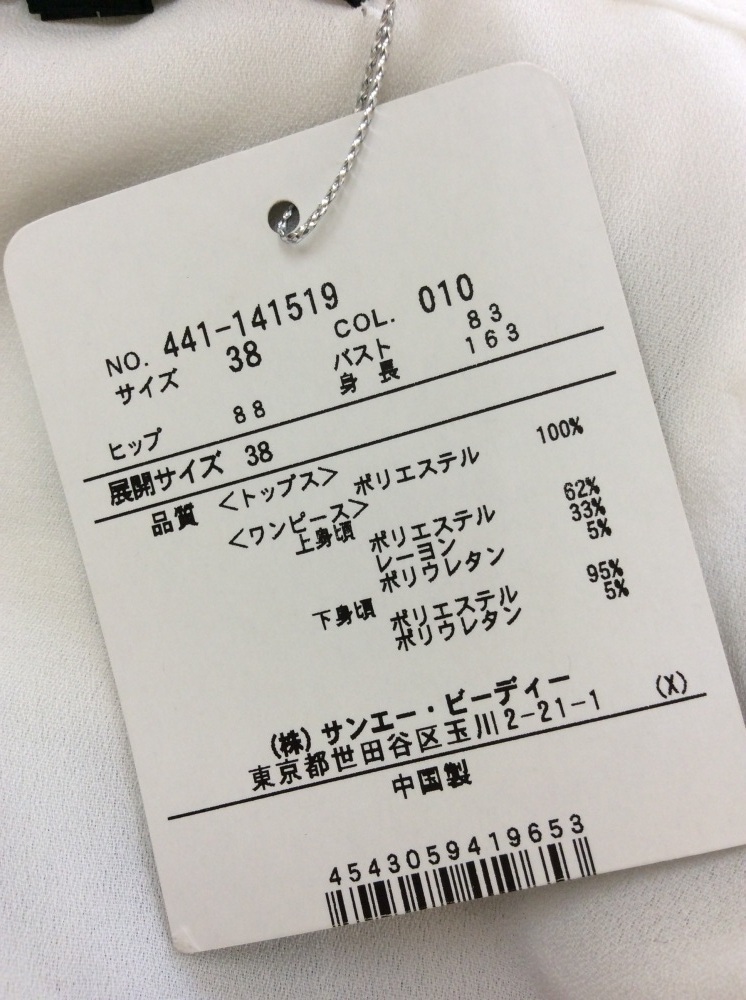 NO. 441-141519 COL. 010
サイズ 38 バスト 83
身長 163
ヒップ 88
展開サイズ 38
品質 <トップス> ポリエステル 100%
<ワンピース>
上身頃 ポリエステル 62%
レーヨン 33%
ポリウレタン 5%
下身頃 ポリエステル 95%
ポリウレタン 5%
(株) サンエー・ビーディー
東京都世田谷区玉川2-21-1 (X)
中国製
4543059419653